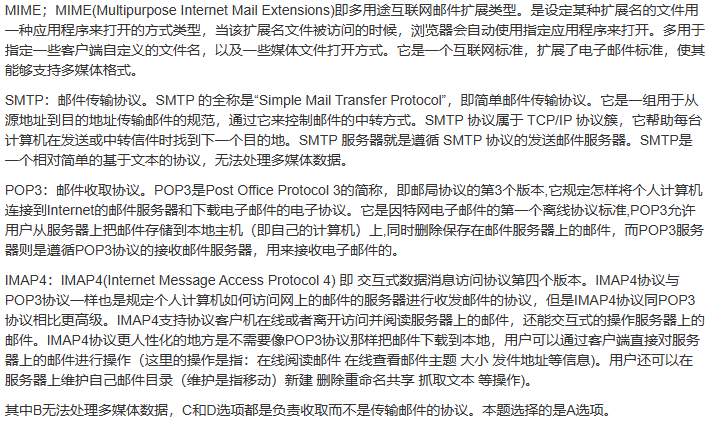 MIME；MIME(Multipurpose Internet Mail Extensions)即多用途互联网邮件扩展类型。是设定某种扩展名的文件用
一种应用程序来打开的方式类型，当该扩展名文件被访问的时候，浏览器会自动使用指定应用程序来打开。多用于
指定一些客户端自定义的文件名，以及一些媒体文件打开方式。它是一个互联网标准，扩展了电子邮件标准，使其
能够支持多媒体格式。
SMTP：邮件传输协议。SMTP 的全称是“Simple Mail Transfer Protocol”，即简单邮件传输协议。它是一组用于从
源地址到目的地址传输邮件的规范，通过它来控制邮件的中转方式。SMTP 协议属于 TCP/IP 协议簇，它帮助每台
计算机在发送或中转信件时找到下一个目的地。SMTP 服务器就是遵循 SMTP 协议的发送邮件服务器。SMTP是
一个相对简单的基于文本的协议，无法处理多媒体数据。
POP3：邮件收取协议。POP3是Post Office Protocol 3的简称，即邮局协议的第3个版本,它规定怎样将个人计算机
连接到Internet的邮件服务器和下载电子邮件的电子协议。它是因特网电子邮件的第一个离线协议标准,POP3允许
用户从服务器上把邮件存储到本地主机（即自己的计算机）上,同时删除保存在邮件服务器上的邮件，而POP3服务
器则是遵循POP3协议的接收邮件服务器，用来接收电子邮件的。
IMAP4：IMAP4(Internet Message Access Protocol 4) 即 交互式数据消息访问协议第四个版本。IMAP4协议与
POP3协议一样也是规定个人计算机如何访问网上的邮件的服务器进行收发邮件的协议，但是IMAP4协议同POP3
协议相比更高级。IMAP4支持协议客户机在线或者离开访问并阅读服务器上的邮件，还能交互式的操作服务器上的
邮件。IMAP4协议更人性化的地方是不需要像POP3协议那样把邮件下载到本地，用户可以通过客户端直接对服务
器上的邮件进行操作（这里的操作是指：在线阅读邮件 在线查看邮件主题 大小 发件地址等信息)。用户还可以在
服务器上维护自己邮件目录（维护是指移动）新建 删除重命名共享 抓取文本 等操作)。
其中B无法处理多媒体数据，C和D选项都是负责收取而不是传输邮件的协议。本题选择的是A选项。